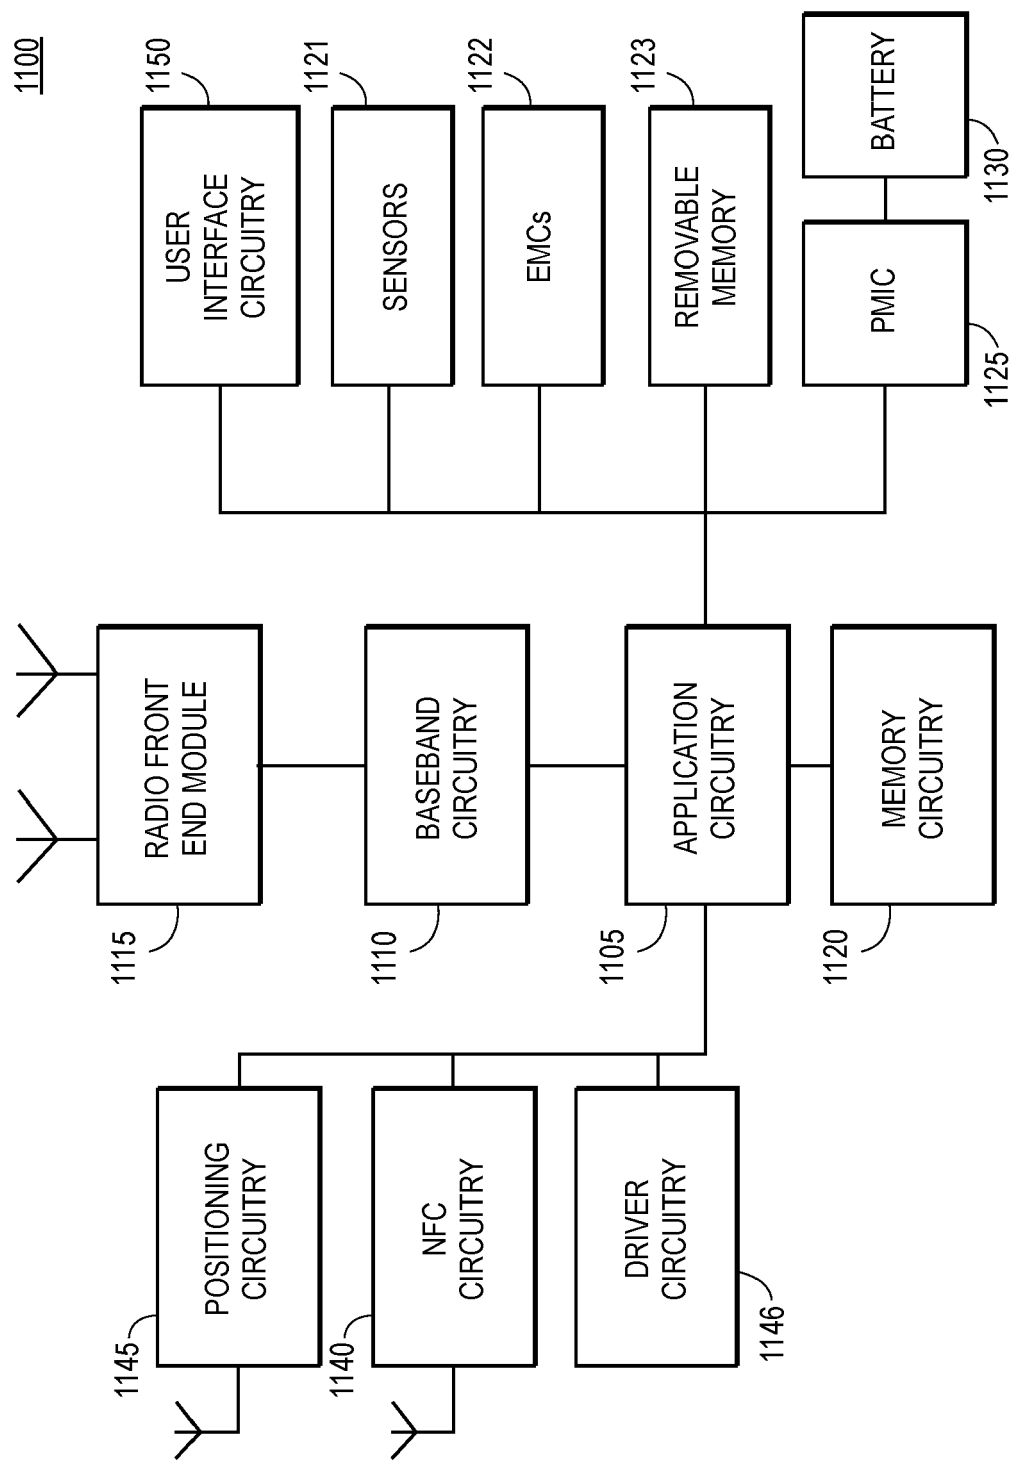 1100
1115
RADIO FRONT
END MODULE
1145
POSITIONING
CIRCUITRY
1150
USER
INTERFACE
CIRCUITRY
1121
SENSORS
1140
NFC
CIRCUITRY
1110
BASEBAND
CIRCUITRY
1122
EMCs
1146
DRIVER
CIRCUITRY
1105
APPLICATION
CIRCUITRY
1123
REMOVABLE
MEMORY
1120
MEMORY
CIRCUITRY
PMIC
1125
BATTERY
1130